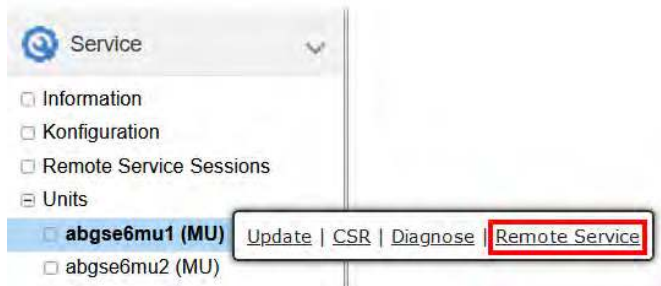 Service
Information
Konfiguration
Remote Service Sessions
Units
abgse6mu1 (MU)
Update | CSR | Diagnose | Remote Service
abgse6mu2 (MU)